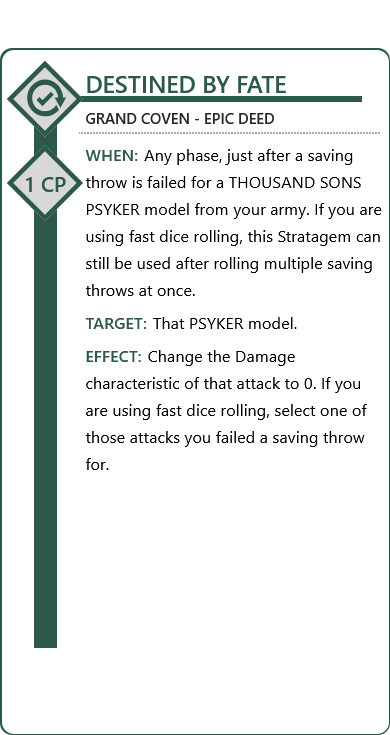 DESTINED BY FATE
GRAND COVEN - EPIC DEED
1 CP
WHEN: Any phase, just after a saving
throw is failed for a THOUSAND SONS
PSYKER model from your army. If you are
using fast dice rolling, this Stratagem can
still be used after rolling multiple saving
throws at once.
TARGET: That PSYKER model.
EFFECT: Change the Damage
characteristic of that attack to 0. If you
are using fast dice rolling, select one of
those attacks you failed a saving throw
for.